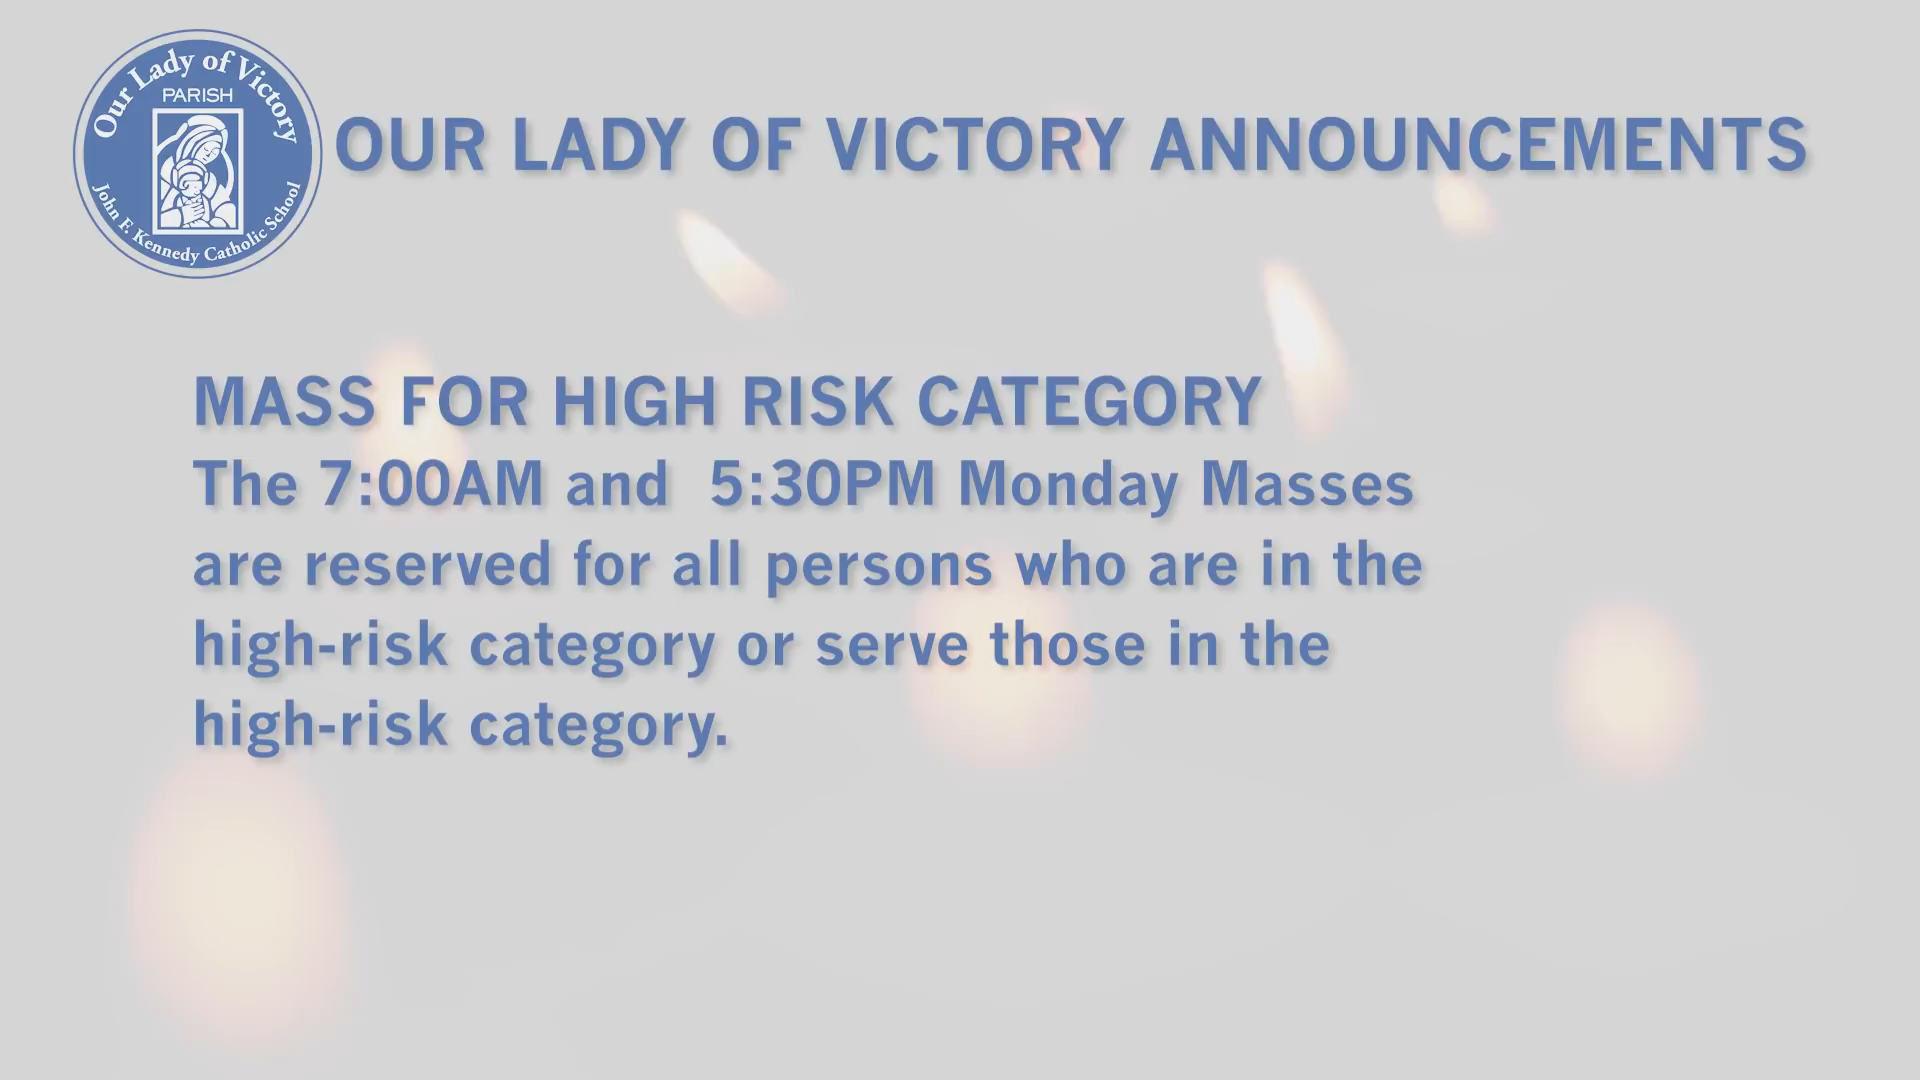 Our Lady of Victory
PARISH
John F. Kennedy Catholic School
OUR LADY OF VICTORY ANNOUNCEMENTS
MASS FOR HIGH RISK CATEGORY
The 7:00AM and  5:30PM Monday Masses
are reserved for all persons who are in the
high-risk category or serve those in the
high-risk category.